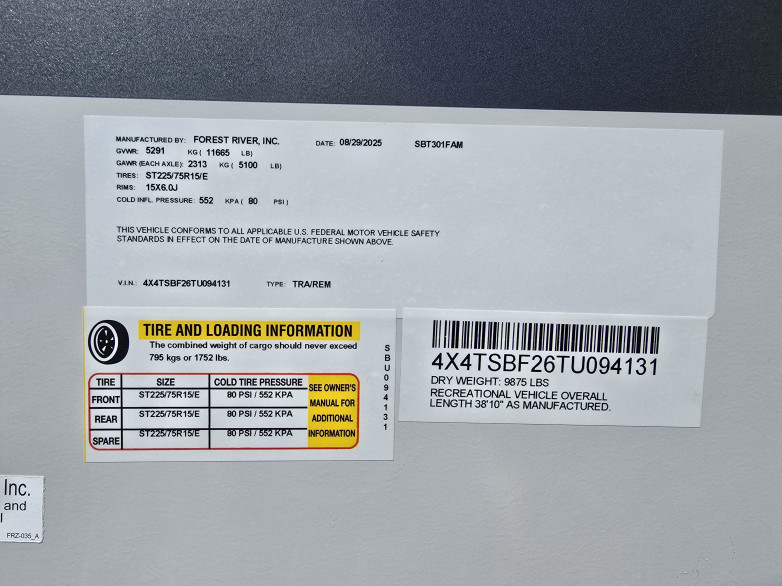 MANUFACTURED BY: FOREST RIVER, INC. DATE: 08/29/2025 SBT301FAM
GVWR: 5291 KG ( 11665 LB)
GAWR (EACH AXLE): 2313 KG ( 5100 LB)
TIRES: ST225/75R15/E
RIMS: 15X6.0J
COLD INFL. PRESSURE: 552 KPA ( 80 PSI )
THIS VEHICLE CONFORMS TO ALL APPLICABLE U.S. FEDERAL MOTOR VEHICLE SAFETY
STANDARDS IN EFFECT ON THE DATE OF MANUFACTURE SHOWN ABOVE.
V.I.N.: 4X4TSBF26TU094131 TYPE: TRA/REM
TIRE AND LOADING INFORMATION
The combined weight of cargo should never exceed
795 kgs or 1752 lbs.
TIRE SIZE COLD TIRE PRESSURE
FRONT ST225/75R15/E 80 PSI / 552 KPA
REAR ST225/75R15/E 80 PSI / 552 KPA
SPARE ST225/75R15/E 80 PSI / 552 KPA
SEE OWNER'S
MANUAL FOR
ADDITIONAL
INFORMATION
SBU094131
4X4TSBF26TU094131
DRY WEIGHT: 9875 LBS
RECREATIONAL VEHICLE OVERALL
LENGTH 38'10" AS MANUFACTURED.
Inc.
and
FRZ-035_A